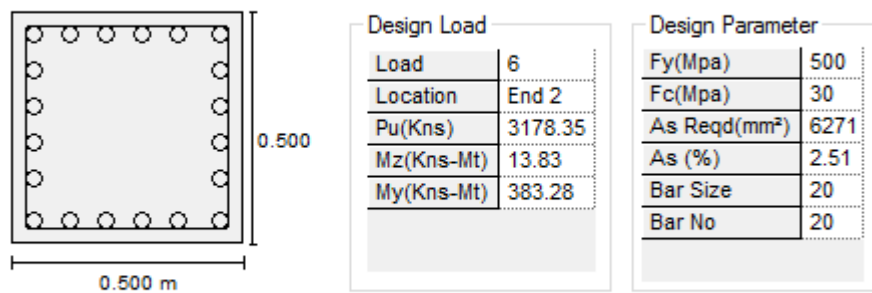 0.500
0.500 m
Design Load
Load 6
Location End 2
Pu(Kns) 3178.35
Mz(Kns-Mt) 13.83
My(Kns-Mt) 383.28
Design Parameter
Fy(Mpa) 500
Fc(Mpa) 30
As Reqd(mm²) 6271
As (%) 2.51
Bar Size 20
Bar No 20